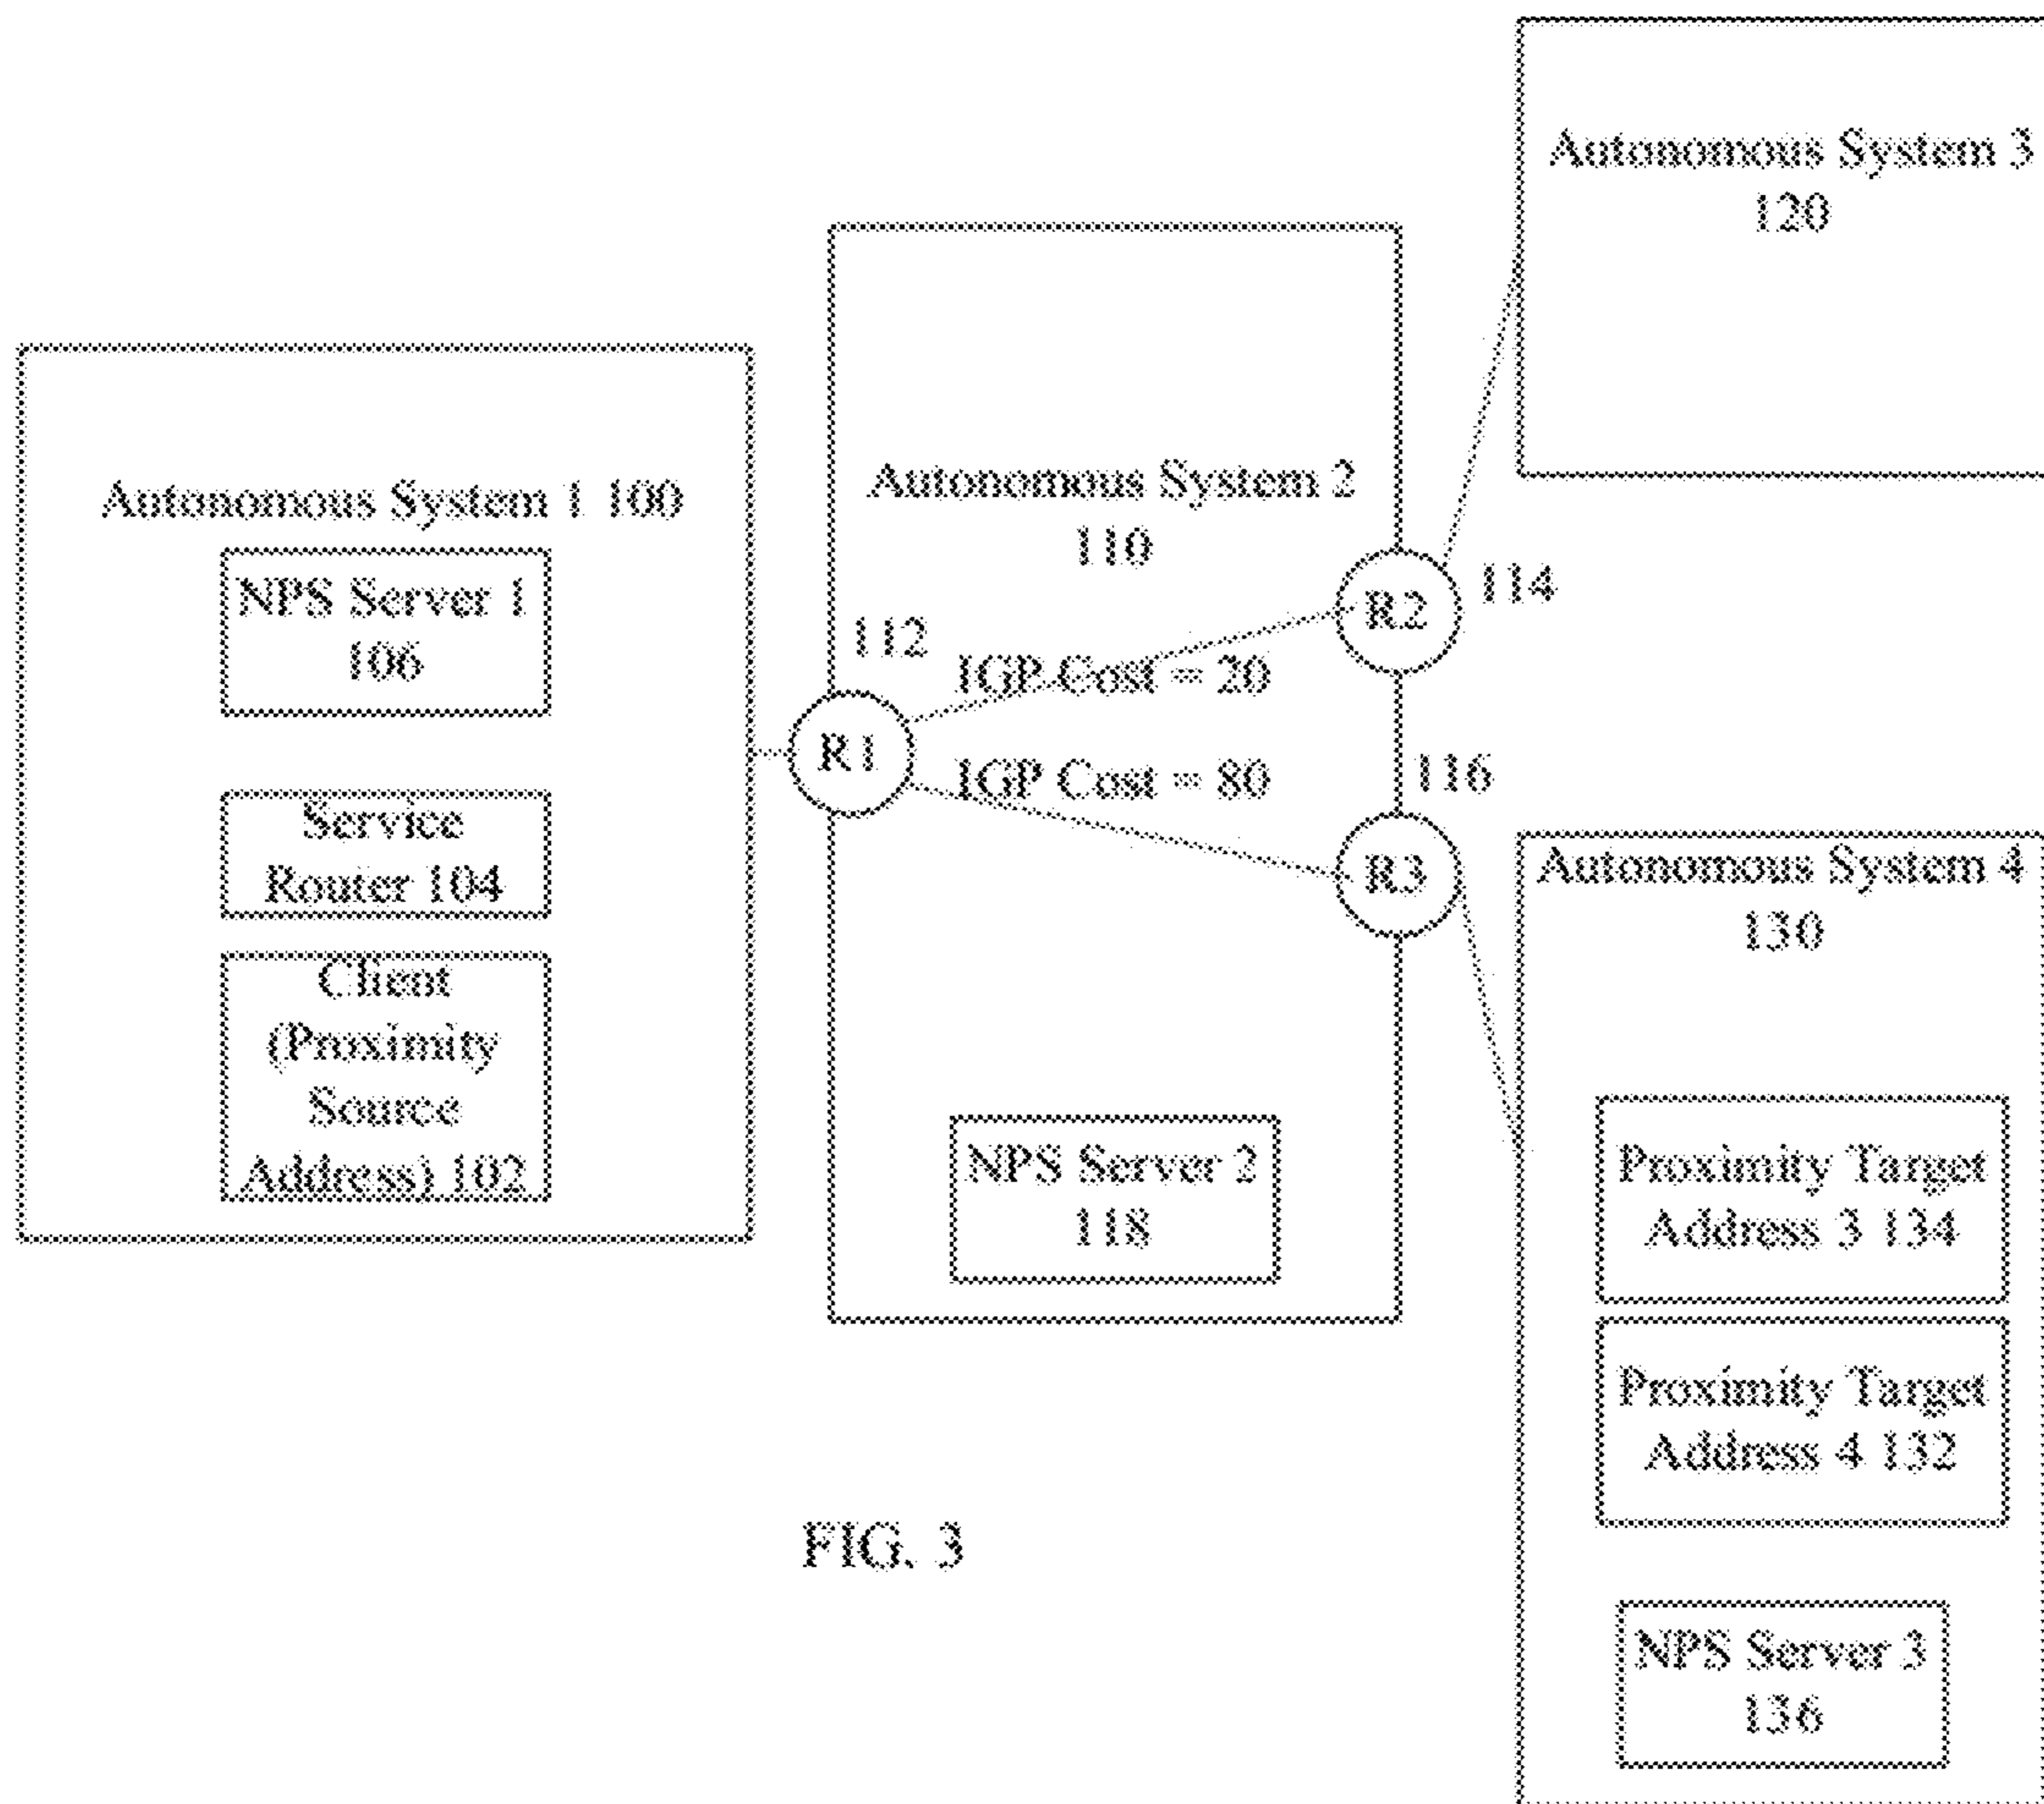 Autonomous System 1 100
NPS Server 1
106
Service
Router 104
Client
(Proximity
Source
Address) 102
Autonomous System 2
110
112
IGP Cost = 20
R1
IGP Cost = 80
R2
114
116
R3
NPS Server 2
118
Autonomous System 3
120
Autonomous System 4
130
Proximity Target
Address 3 134
Proximity Target
Address 4 132
NPS Server 3
136
FIG. 3